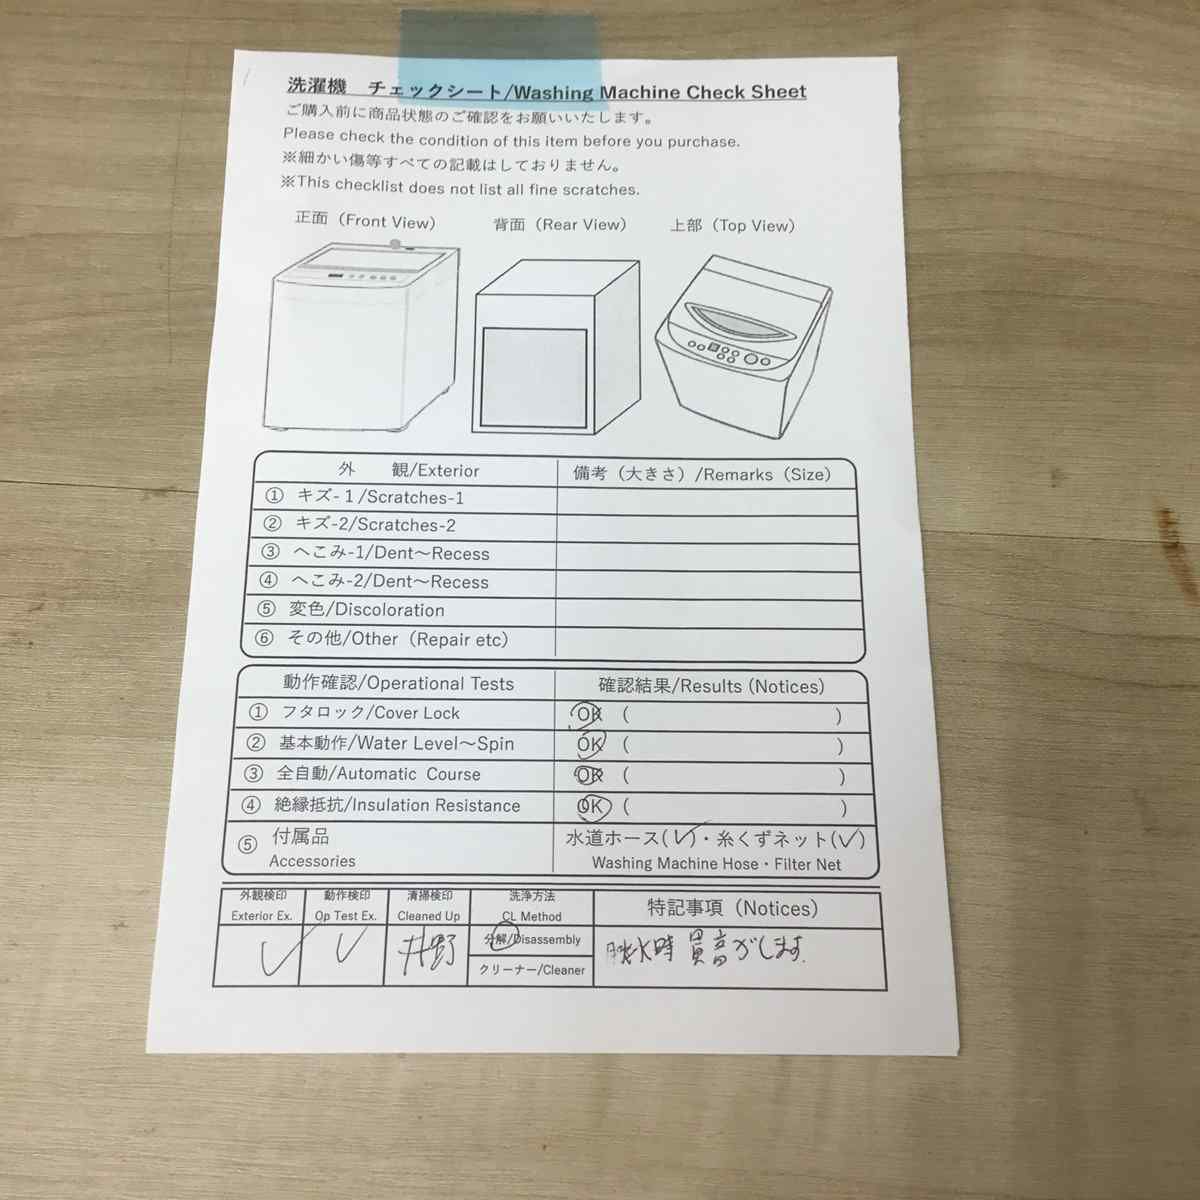 洗濯機 チェックシート/Washing Machine Check Sheet
ご購入前に商品状態のご確認をお願いいたします。
Please check the condition of this item before you purchase.
※細かい傷等すべての記載はしておりません。
※This checklist does not list all fine scratches.
正面（Front View） 背面（Rear View） 上部（Top View）
外 観/Exterior 備考（大きさ）/Remarks（Size）
① キズ-１/Scratches-1
② キズ-2/Scratches-2
③ へこみ-1/Dent～Recess
④ へこみ-2/Dent～Recess
⑤ 変色/Discoloration
⑥ その他/Other（Repair etc）
動作確認/Operational Tests 確認結果/Results (Notices)
① フタロック/Cover Lock OK ( )
② 基本動作/Water Level～Spin OK ( )
③ 全自動/Automatic Course OK ( )
④ 絶縁抵抗/Insulation Resistance OK ( )
⑤ 付属品 水道ホース(✓)・糸くずネット(✓)
Accessories Washing Machine Hose・Filter Net
外観検印 動作検印 清掃検印 洗浄方法 特記事項（Notices）
Exterior Ex. Op Test Ex. Cleaned Up CL Method
✓ ✓ 井野 分解/Disassembly 脱水時 異音がします.
クリーナー/Cleaner